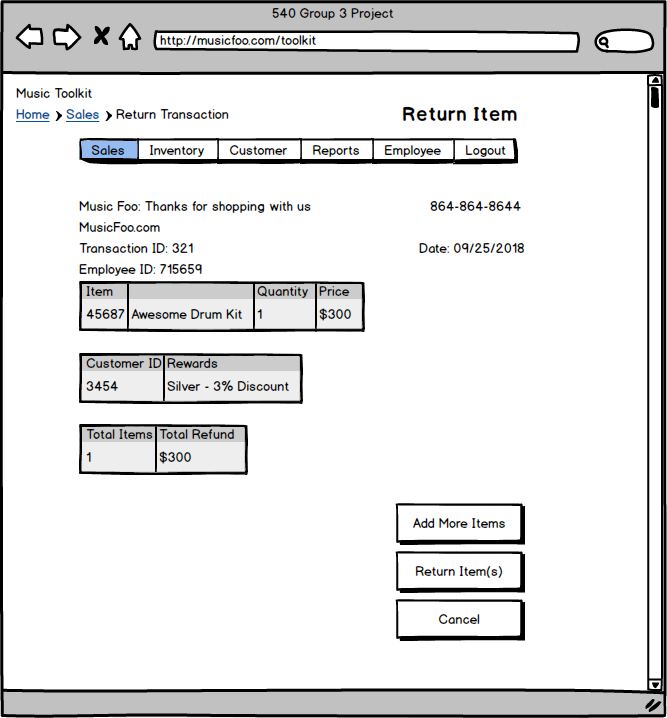 540 Group 3 Project
http://musicfoo.com/toolkit
Music Toolkit
Home > Sales > Return Transaction
Return Item
Sales Inventory Customer Reports Employee Logout
Music Foo: Thanks for shopping with us 864-864-8644
MusicFoo.com
Transaction ID: 321 Date: 09/25/2018
Employee ID: 715659
Item Quantity Price
45687 Awesome Drum Kit 1 $300
Customer ID Rewards
3454 Silver - 3% Discount
Total Items Total Refund
1 $300
Add More Items
Return Item(s)
Cancel